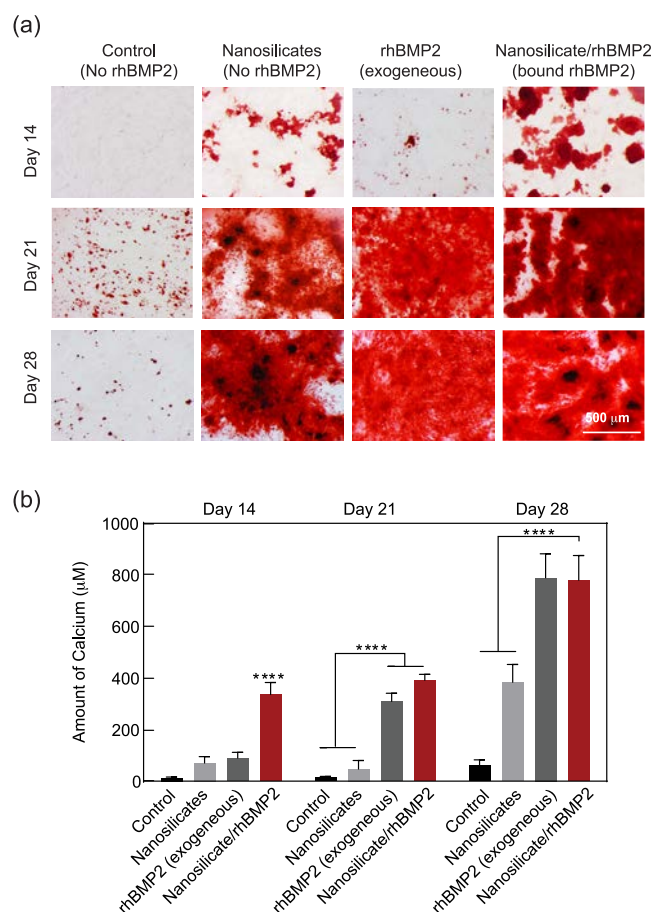 (a)
Control
(No rhBMP2)
Nanosilicates
(No rhBMP2)
rhBMP2
(exogeneous)
Nanosilicate/rhBMP2
(bound rhBMP2)
Day 14
Day 21
Day 28
500 μm
(b)
Day 14
Day 21
Day 28
Amount of Calcium (μM)
1000
800
600
400
200
0
****
****
****
Control
Nanosilicates
rhBMP2 (exogeneous)
Nanosilicate/rhBMP2
Control
Nanosilicates
rhBMP2 (exogeneous)
Nanosilicate/rhBMP2
Control
Nanosilicates
rhBMP2 (exogeneous)
Nanosilicate/rhBMP2